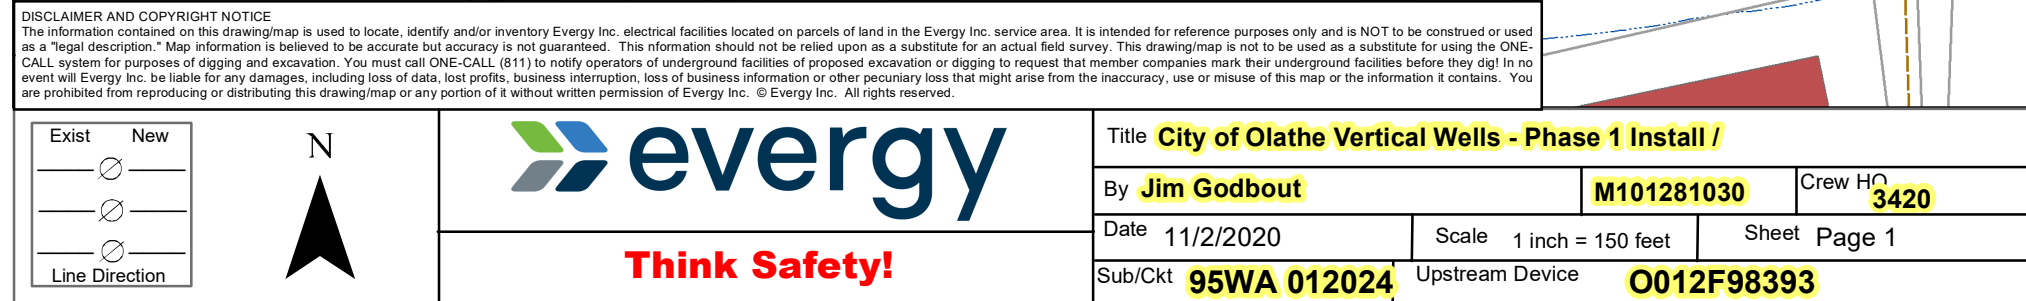 DISCLAIMER AND COPYRIGHT NOTICE
The information contained on this drawing/map is used to locate, identify and/or inventory Evergy Inc. electrical facilities located on parcels of land in the Evergy Inc. service area. It is intended for reference purposes only and is NOT to be construed or used
as a "legal description." Map information is believed to be accurate but accuracy is not guaranteed. This nformation should not be relied upon as a substitute for an actual field survey. This drawing/map is not to be used as a substitute for using the ONE-
CALL system for purposes of digging and excavation. You must call ONE-CALL (811) to notify operators of underground facilities of proposed excavation or digging to request that member companies mark their underground facilities before they dig! In no
event will Evergy Inc. be liable for any damages, including loss of data, lost profits, business interruption, loss of business information or other pecuniary loss that might arise from the inaccuracy, use or misuse of this map or the information it contains. You
are prohibited from reproducing or distributing this drawing/map or any portion of it without written permission of Evergy Inc. © Evergy Inc. All rights reserved.
Exist New
Line Direction
N
evergy
Think Safety!
Title City of Olathe Vertical Wells - Phase 1 Install /
By Jim Godbout M101281030 Crew HQ 3420
Date 11/2/2020 Scale 1 inch = 150 feet Sheet Page 1
Sub/Ckt 95WA 012024 Upstream Device O012F98393